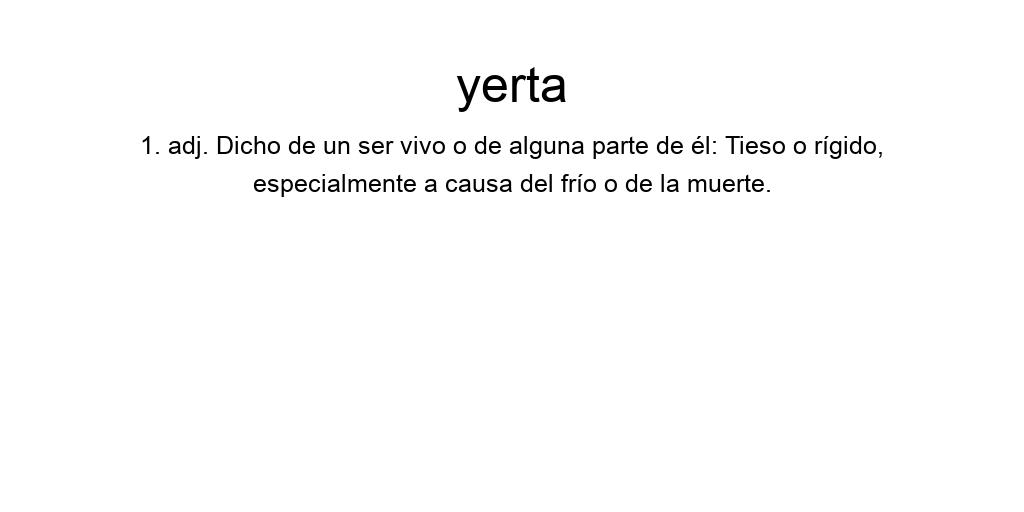 yerta
1. adj. Dicho de un ser vivo o de alguna parte de él: Tieso o rígido,
especialmente a causa del frío o de la muerte.